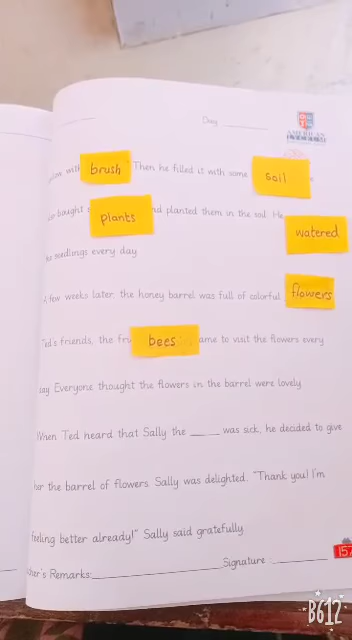 Day
AMERICAN
with brush Then he filled it with some soil
bought plants nd planted them in the soil. He watered
seedlings every day
A few weeks later, the honey barrel was full of colorful flowers
Ted's friends, the fri bees ame to visit the flowers every
day. Everyone thought the flowers in the barrel were lovely
When Ted heard that Sally the ____ was sick, he decided to give
her the barrel of flowers. Sally was delighted. "Thank you! I'm
feeling better already!" Sally said gratefully.
cher's Remarks: Signature
157
B612